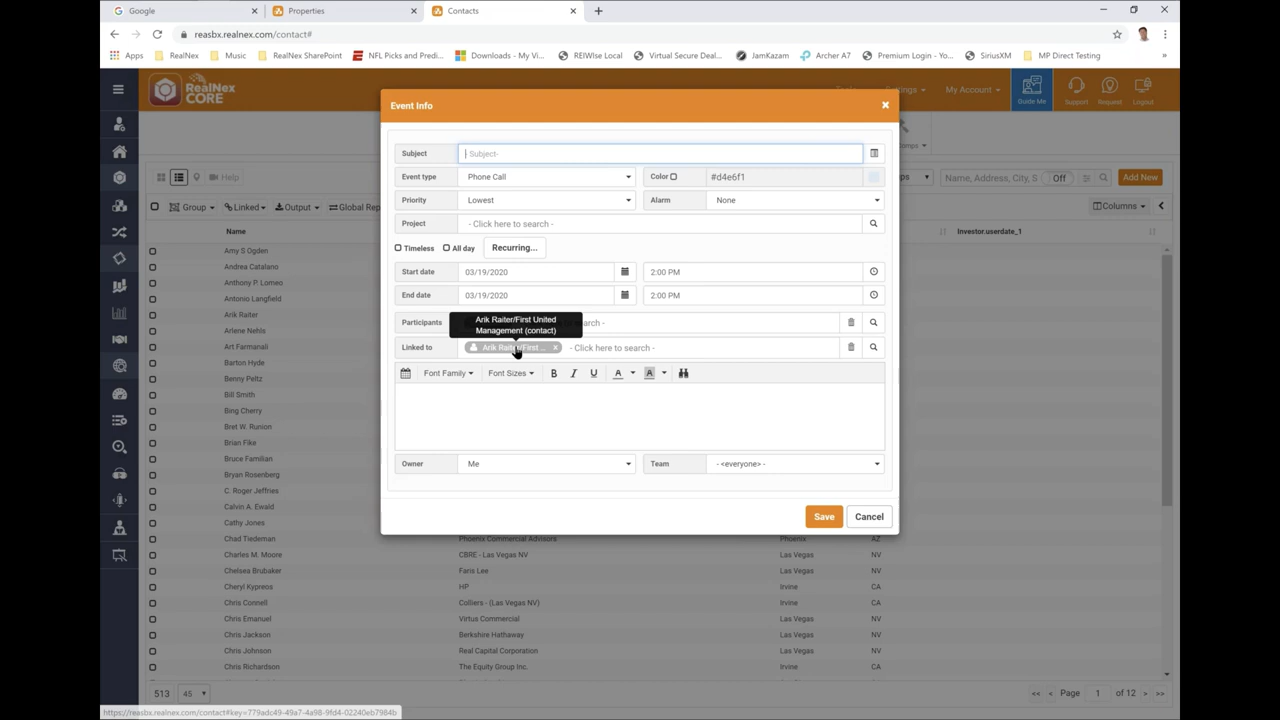 Google
Properties
Contacts
reasbx.realnex.com/contact#
Apps
RealNex
Music
RealNex SharePoint
NFL Picks and Predi...
Downloads - My Vi...
REIWise Local
Virtual Secure Deal...
JamKazam
Archer A7
Premium Login - Yo...
SiriusXM
MP Direct Testing
»
RealNex
CORE
My Account
Guide Me
Support
Request
Logout
Event Info
Subject
- Subject-
Event type
Phone Call
Color
#d4e6f1
Priority
Lowest
Alarm
None
Project
- Click here to search -
Timeless
All day
Recurring...
Start date
03/19/2020
2:00 PM
End date
03/19/2020
2:00 PM
Participants
Arik Raiter/First United
Management (contact)
Linked to
Arik Raiter/First ...
- Click here to search -
Font Family
Font Sizes
B
I
U
A
A
Owner
Me
Team
- <everyone> -
Save
Cancel
Help
Name, Address, City, S
Off
Add New
Group
Linked
Output
Global Rep
Columns
Name
Investor.userdate_1
Amy S Ogden
Andrea Catalano
Anthony P. Lomeo
Antonio Langfield
Arik Raiter
Arlene Nehls
Art Farmanali
Barton Hyde
Benny Peltz
Bill Smith
Bing Cherry
Bret W. Runion
Brian Fike
Bruce Familian
Bryan Rosenberg
C. Roger Jeffries
Calvin A. Ewald
Cathy Jones
Chad Tiedeman Phoenix Commercial Advisors Phoenix AZ
Charles M. Moore CBRE - Las Vegas NV Las Vegas NV
Chelsea Brubaker Faris Lee Las Vegas NV
Cheryl Kypreos HP Irvine CA
Chris Connell Colliers - (Las Vegas NV) Las Vegas NV
Chris Emanuel Virtus Commercial Las Vegas NV
Chris Jackson Berkshire Hathaway Las Vegas NV
Chris Koressel Real Capital Corporation Las Vegas NV
Chris Richardson The Equity Group Inc. Irvine CA
513
45
Page 1 of 12
https://reasbx.realnex.com/contact#key=779adc49-49a7-4a98-9fd4-02240eb7984b